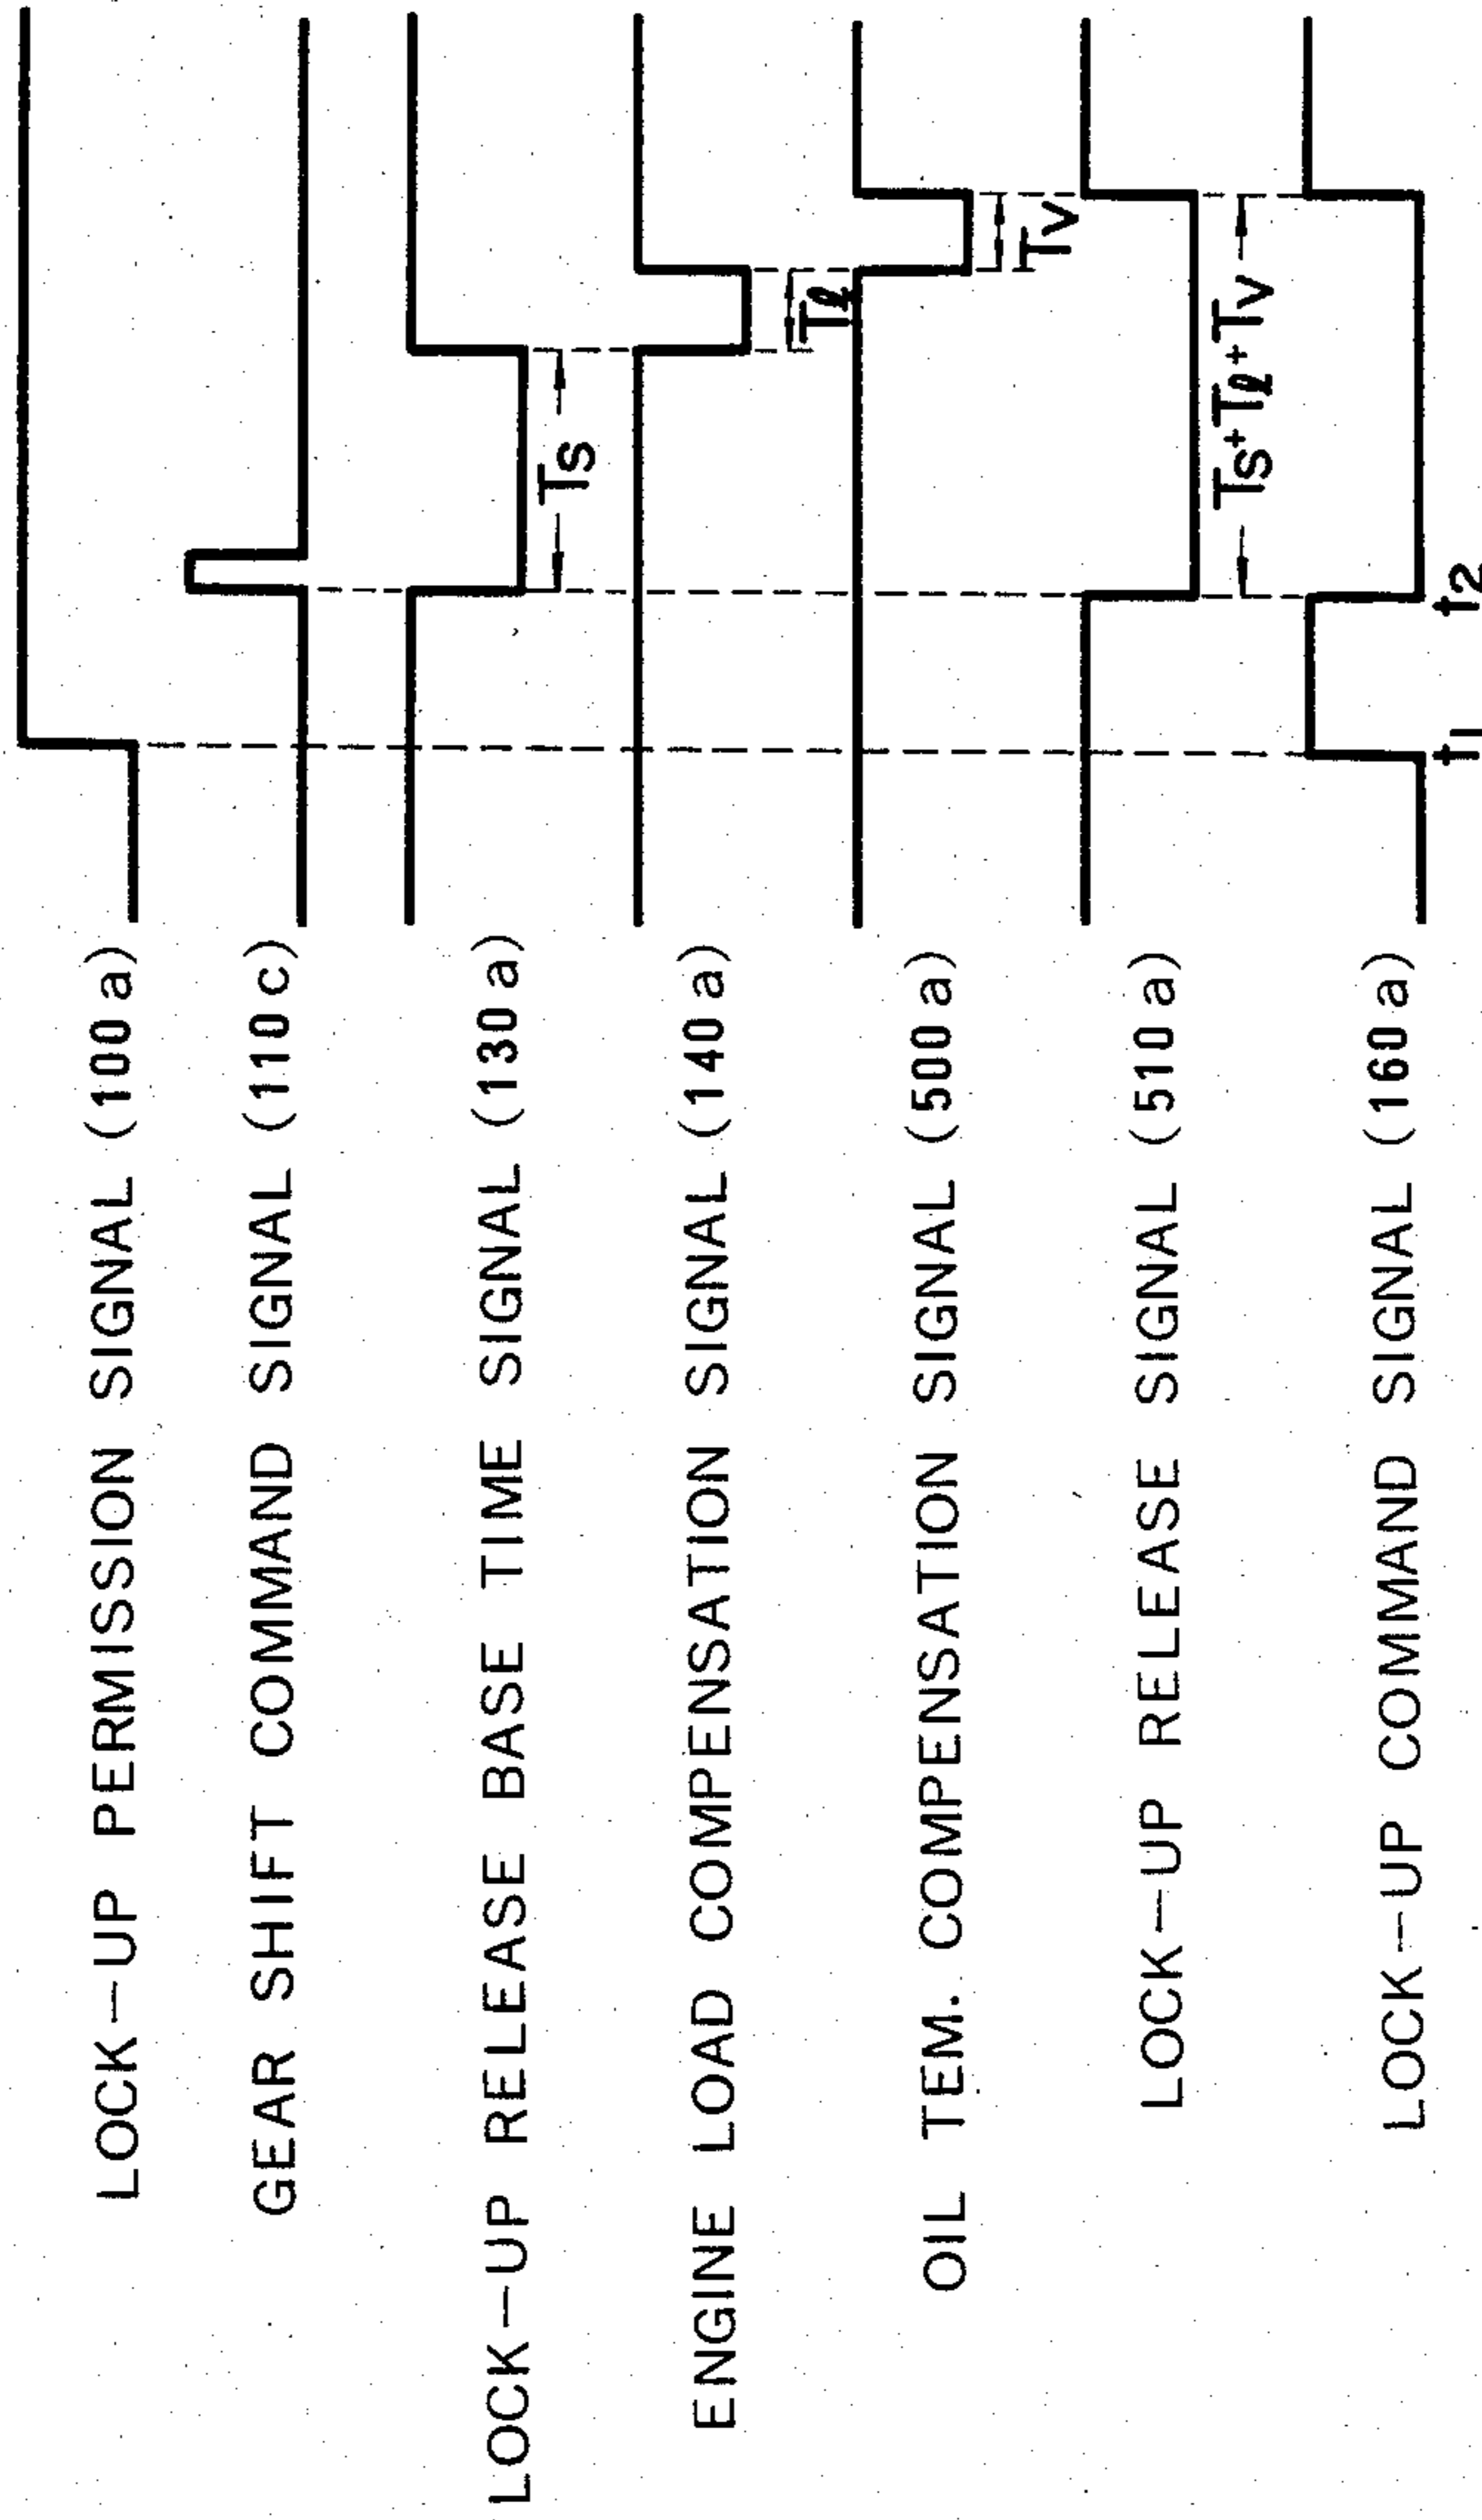 LOCK-UP PERMISSION SIGNAL (100a)
GEAR SHIFT COMMAND SIGNAL (110c)
LOCK-UP RELEASE BASE TIME SIGNAL (130a)
Ts
ENGINE LOAD COMPENSATION SIGNAL (140a)
Tℓ
OIL TEM. COMPENSATION SIGNAL (500a)
Tv
LOCK-UP RELEASE SIGNAL (510a)
Ts+Tℓ+Tv
LOCK-UP COMMAND SIGNAL (160a)
t1 t2